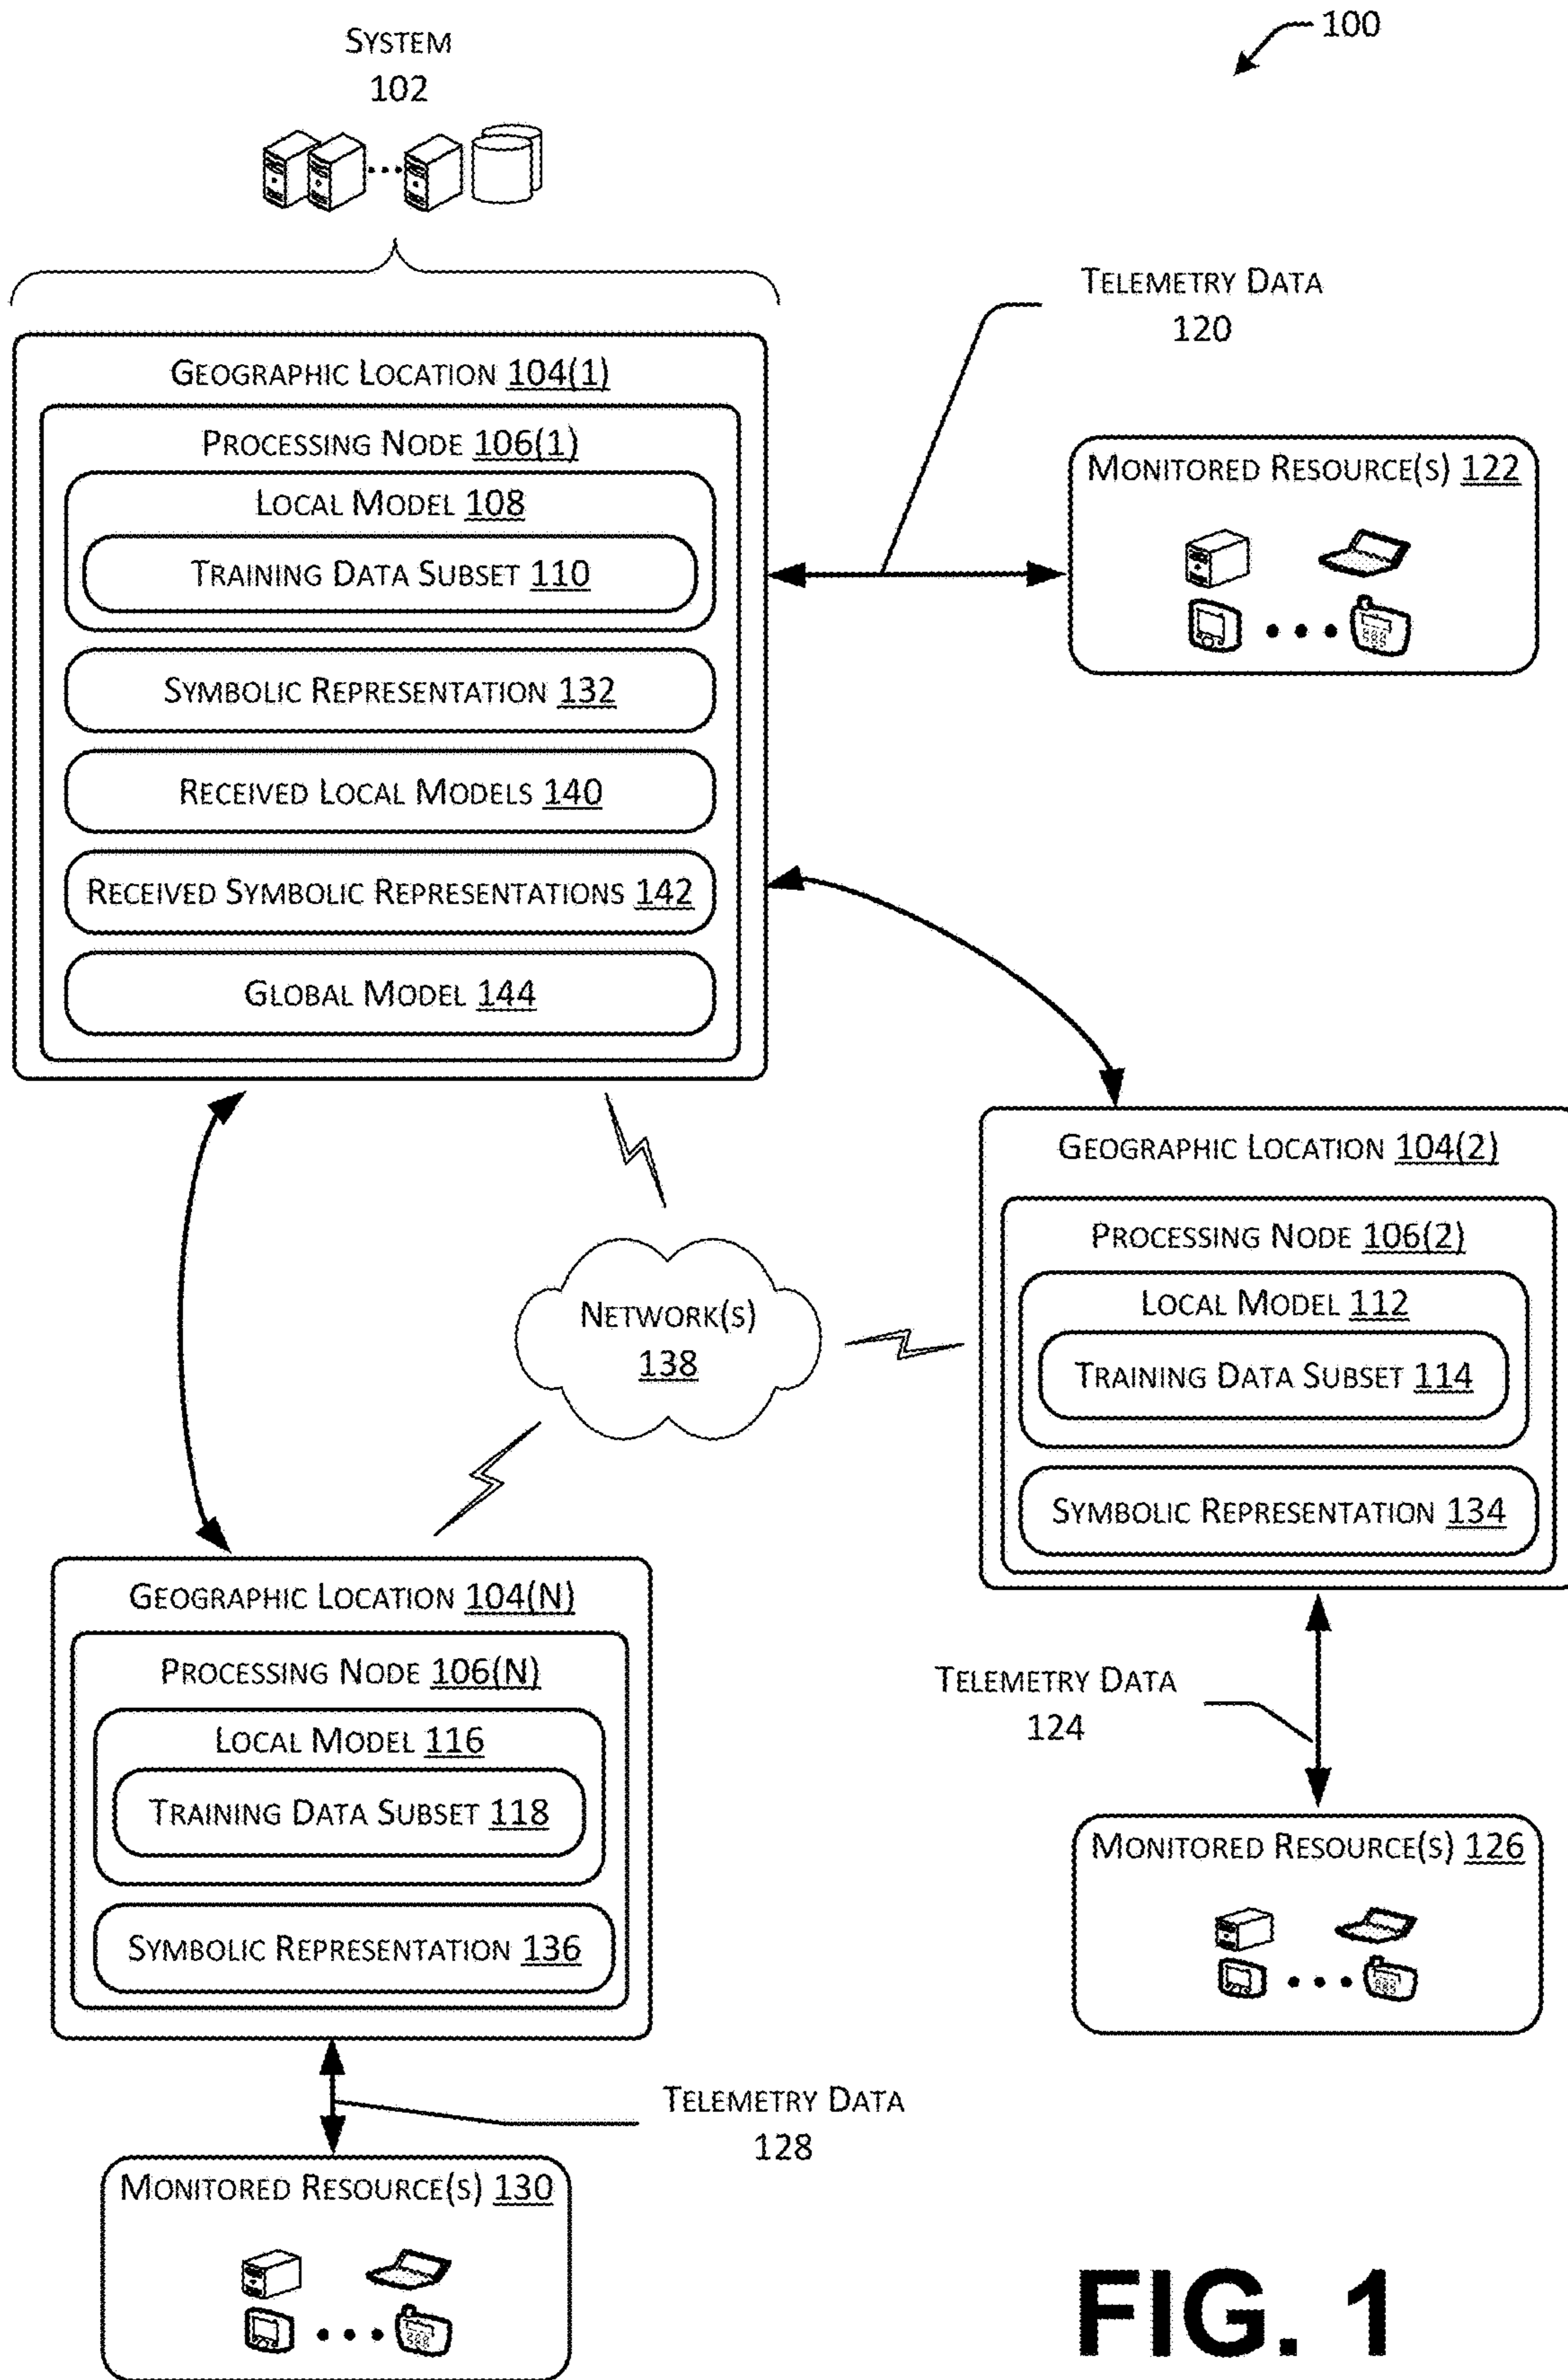 100
SYSTEM
102
TELEMETRY DATA
120
GEOGRAPHIC LOCATION 104(1)
PROCESSING NODE 106(1)
LOCAL MODEL 108
TRAINING DATA SUBSET 110
SYMBOLIC REPRESENTATION 132
RECEIVED LOCAL MODELS 140
RECEIVED SYMBOLIC REPRESENTATIONS 142
GLOBAL MODEL 144
MONITORED RESOURCE(S) 122
GEOGRAPHIC LOCATION 104(2)
PROCESSING NODE 106(2)
LOCAL MODEL 112
TRAINING DATA SUBSET 114
SYMBOLIC REPRESENTATION 134
NETWORK(S)
138
GEOGRAPHIC LOCATION 104(N)
PROCESSING NODE 106(N)
LOCAL MODEL 116
TRAINING DATA SUBSET 118
SYMBOLIC REPRESENTATION 136
TELEMETRY DATA
124
MONITORED RESOURCE(S) 126
TELEMETRY DATA
128
MONITORED RESOURCE(S) 130
FIG. 1